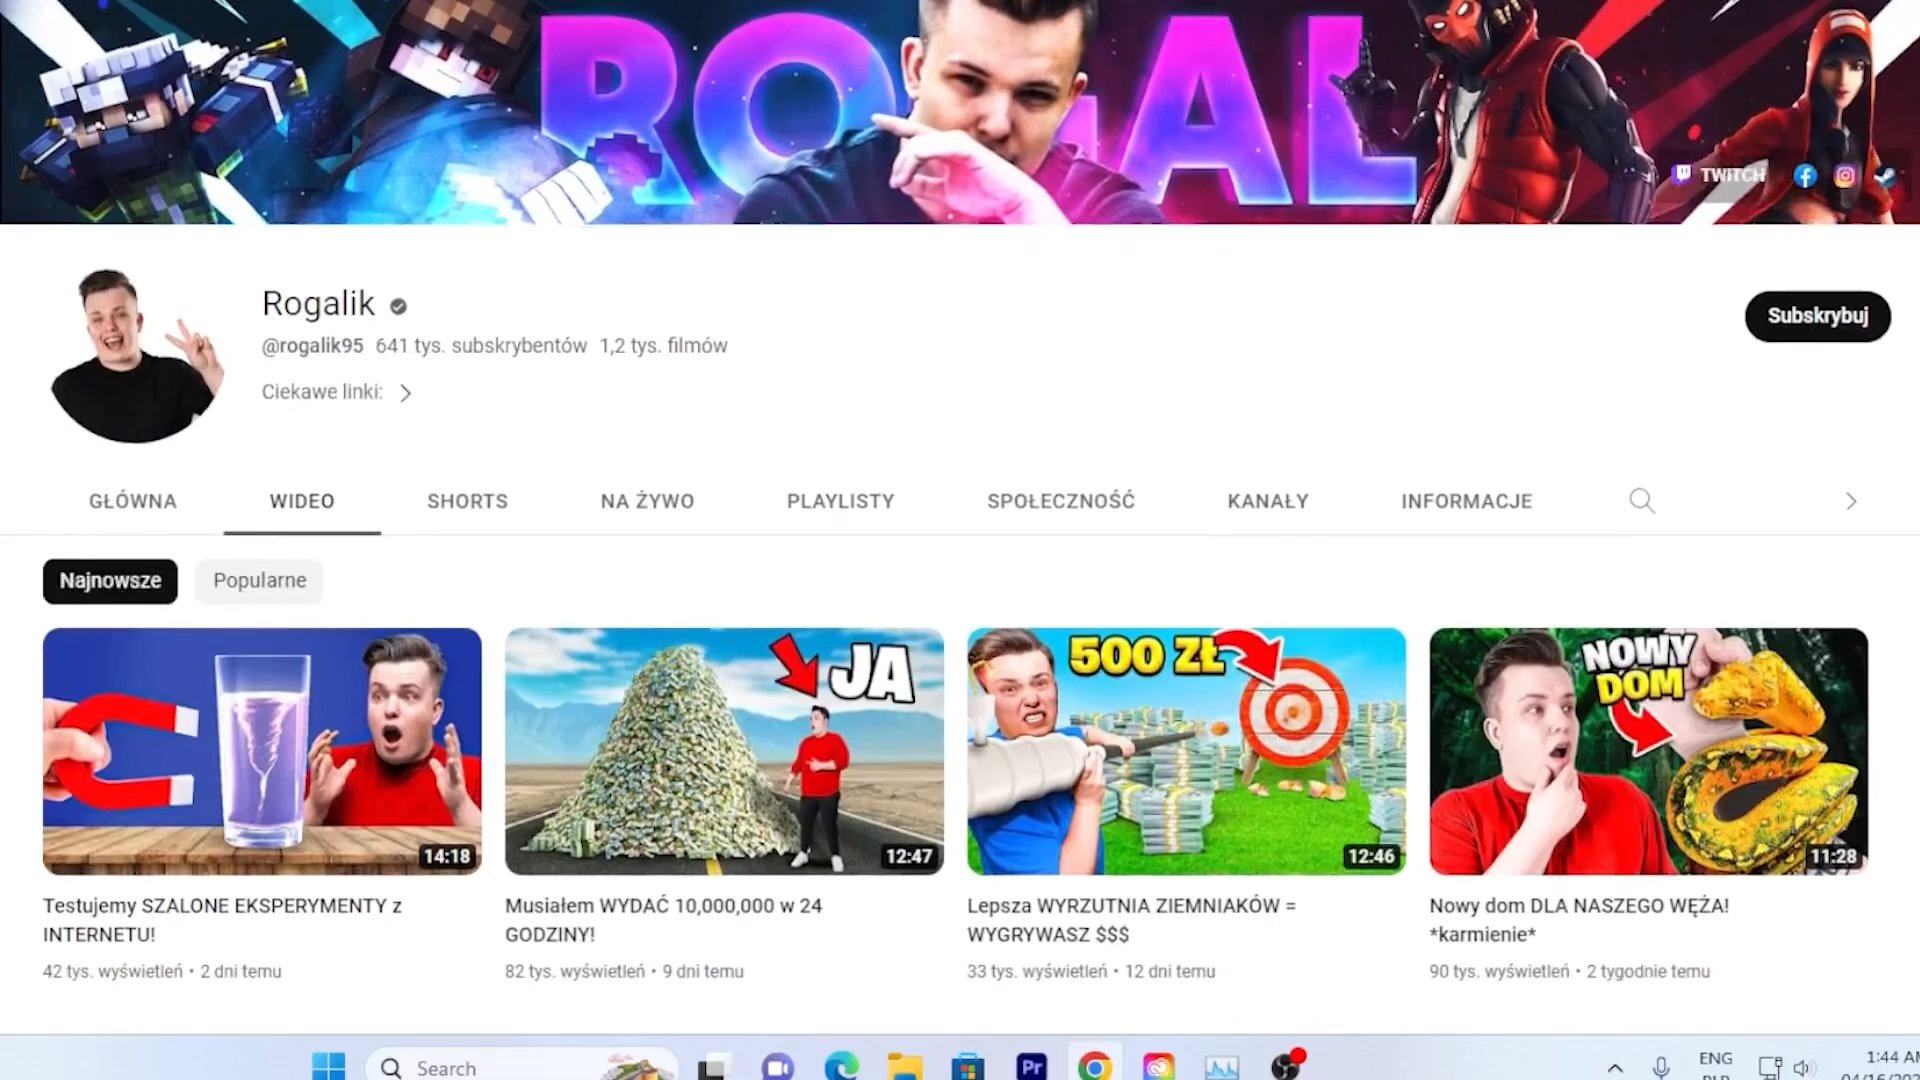 ROGAL
TWITCH
Rogalik
@rogalik95 641 tys. subskrybentów 1,2 tys. filmów
Ciekawe linki:
Subskrybuj
GŁÓWNA WIDEO SHORTS NA ŻYWO PLAYLISTY SPOŁECZNOŚĆ KANAŁY INFORMACJE
Najnowsze Popularne
14:18
JA
12:47
500 ZŁ
12:46
NOWY
DOM
11:28
Testujemy SZALONE EKSPERYMENTY z
INTERNETU!
42 tys. wyświetleń • 2 dni temu
Musiałem WYDAĆ 10,000,000 w 24
GODZINY!
82 tys. wyświetleń • 9 dni temu
Lepsza WYRZUTNIA ZIEMNIAKÓW =
WYGRYWASZ $$$
33 tys. wyświetleń • 12 dni temu
Nowy dom DLA NASZEGO WĘŻA!
*karmienie*
90 tys. wyświetleń • 2 tygodnie temu
Search
Pr
ENG
1:44 AM